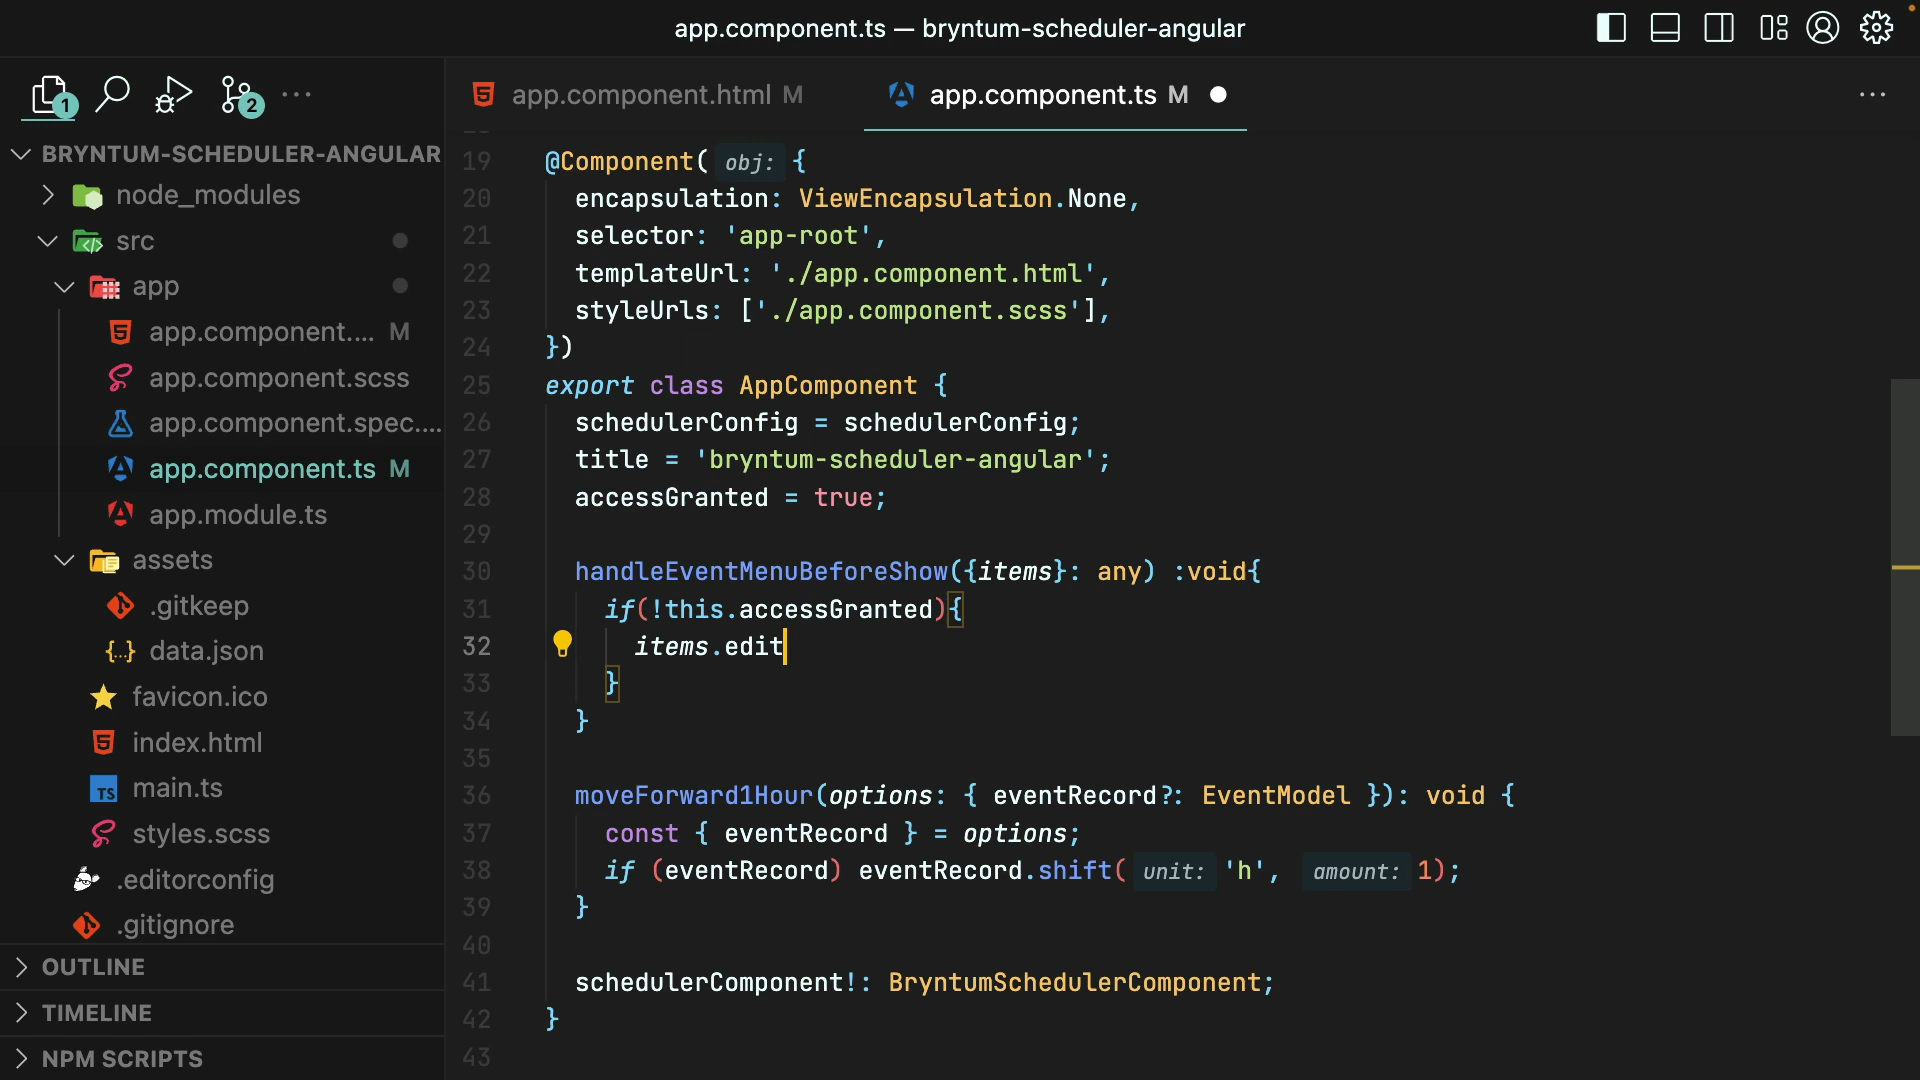 app.component.ts — bryntum-scheduler-angular
1
2
app.component.html M
app.component.ts M
BRYNTUM-SCHEDULER-ANGULAR
node_modules
src
app
app.component.... M
app.component.scss
app.component.spec....
app.component.ts M
app.module.ts
assets
.gitkeep
data.json
favicon.ico
index.html
TS main.ts
styles.scss
.editorconfig
.gitignore
OUTLINE
TIMELINE
NPM SCRIPTS
19 @Component( obj: {
20 encapsulation: ViewEncapsulation.None,
21 selector: 'app-root',
22 templateUrl: './app.component.html',
23 styleUrls: ['./app.component.scss'],
24 })
25 export class AppComponent {
26 schedulerConfig = schedulerConfig;
27 title = 'bryntum-scheduler-angular';
28 accessGranted = true;
29
30 handleEventMenuBeforeShow({items}: any) :void{
31 if(!this.accessGranted){
32 items.edit
33 }
34 }
35
36 moveForward1Hour(options: { eventRecord?: EventModel }): void {
37 const { eventRecord } = options;
38 if (eventRecord) eventRecord.shift( unit: 'h', amount: 1);
39 }
40
41 schedulerComponent!: BryntumSchedulerComponent;
42 }
43